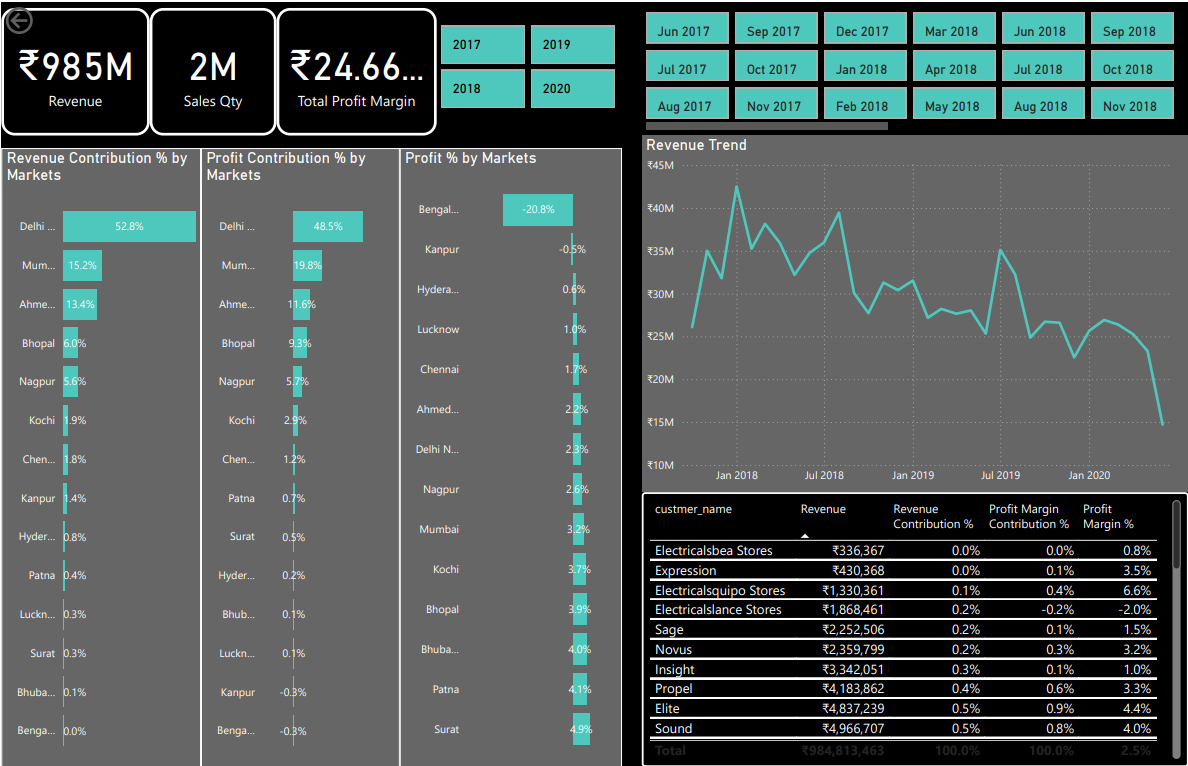 ₹985M
Revenue
2M
Sales Qty
₹24.66...
Total Profit Margin
2017
2019
2018
2020
Jun 2017
Sep 2017
Dec 2017
Mar 2018
Jun 2018
Sep 2018
Jul 2017
Oct 2017
Jan 2018
Apr 2018
Jul 2018
Oct 2018
Aug 2017
Nov 2017
Feb 2018
May 2018
Aug 2018
Nov 2018
Revenue Contribution % by
Markets
Delhi ... 52.8%
Mum... 15.2%
Ahme... 13.4%
Bhopal 6.0%
Nagpur 5.6%
Kochi 1.9%
Chen... 1.8%
Kanpur 1.4%
Hyder... 0.8%
Patna 0.4%
Luckn... 0.3%
Surat 0.3%
Bhuba... 0.1%
Benga... 0.0%
Profit Contribution % by
Markets
Delhi ... 48.5%
Mum... 19.8%
Ahme... 11.6%
Bhopal 9.3%
Nagpur 5.7%
Kochi 2.9%
Chen... 1.2%
Patna 0.7%
Surat 0.5%
Hyder... 0.2%
Bhub... 0.1%
Luckn... 0.1%
Kanpur -0.3%
Benga... -0.3%
Profit % by Markets
Bengal... -20.8%
Kanpur -0.5%
Hydera... 0.6%
Lucknow 1.0%
Chennai 1.7%
Ahmed... 2.2%
Delhi N... 2.3%
Nagpur 2.6%
Mumbai 3.2%
Kochi 3.7%
Bhopal 3.9%
Bhuba... 4.0%
Patna 4.1%
Surat 4.9%
Revenue Trend
₹45M
₹40M
₹35M
₹30M
₹25M
₹20M
₹15M
₹10M
Jan 2018 Jul 2018 Jan 2019 Jul 2019 Jan 2020
custmer_name Revenue Revenue Profit Margin Profit
Contribution % Contribution % Margin %
Electricalsbea Stores ₹336,367 0.0% 0.0% 0.8%
Expression ₹430,368 0.0% 0.1% 3.5%
Electricalsquipo Stores ₹1,330,361 0.1% 0.4% 6.6%
Electricalslance Stores ₹1,868,461 0.2% -0.2% -2.0%
Sage ₹2,252,506 0.2% 0.1% 1.5%
Novus ₹2,359,799 0.2% 0.3% 3.2%
Insight ₹3,342,051 0.3% 0.1% 1.0%
Propel ₹4,183,862 0.4% 0.6% 3.3%
Elite ₹4,837,239 0.5% 0.9% 4.4%
Sound ₹4,966,707 0.5% 0.8% 4.0%
Total ₹984,813,463 100.0% 100.0% 2.5%